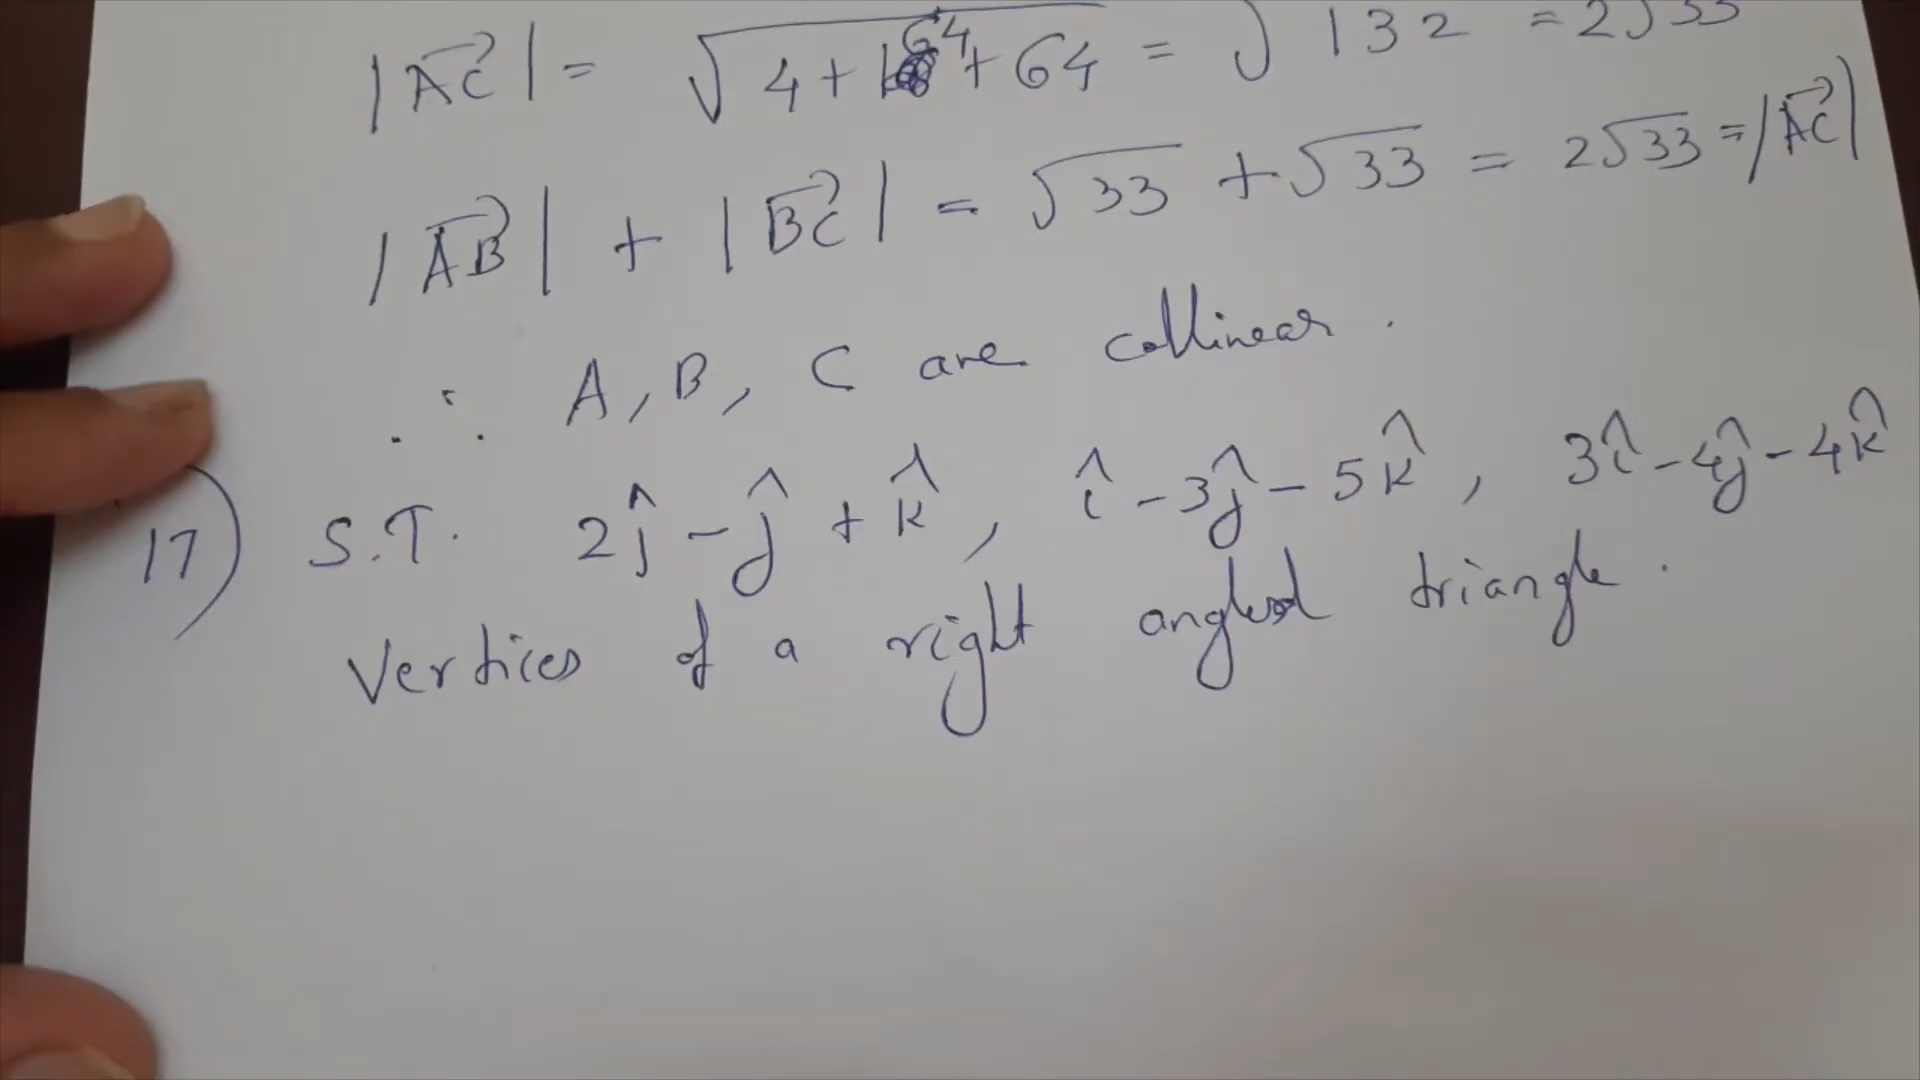 |AC⃗| = √4 + 64 + 64 = √132 = 2√33
|AB⃗| + |BC⃗| = √33 + √33 = 2√33 = |AC⃗|
∴ A, B, C are collinear.
17) S.T. 2ĵ - ĵ + k̂, î - 3ĵ - 5k̂, 3î - 4ĵ - 4k̂
vertices of a right angled triangle.